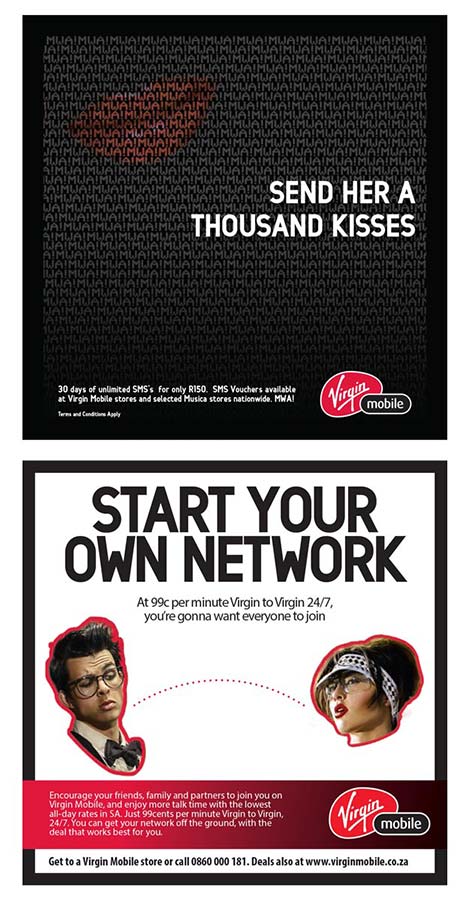 SEND HER A
THOUSAND KISSES
30 days of unlimited SMS's for only R150. SMS Vouchers available
at Virgin Mobile stores and selected Musica stores nationwide. MWA!
Terms and Conditions Apply
Virgin
mobile
START YOUR
OWN NETWORK
At 99c per minute Virgin to Virgin 24/7,
you're gonna want everyone to join
Encourage your friends, family and partners to join you on
Virgin Mobile, and enjoy more talk time with the lowest
all-day rates in SA. Just 99cents per minute Virgin to Virgin,
24/7. You can get your network off the ground, with the
deal that works best for you.
Virgin
mobile
Get to a Virgin Mobile store or call 0860 000 181. Deals also at www.virginmobile.co.za